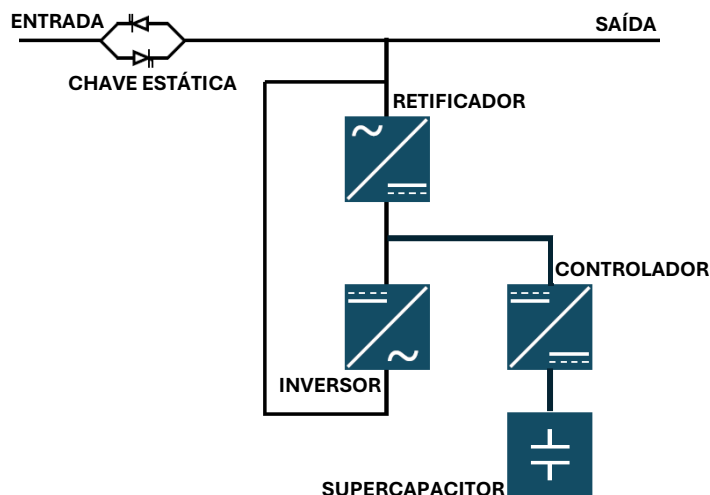 ENTRADA
SAÍDA
CHAVE ESTÁTICA
RETIFICADOR
CONTROLADOR
INVERSOR
SUPERCAPACITOR